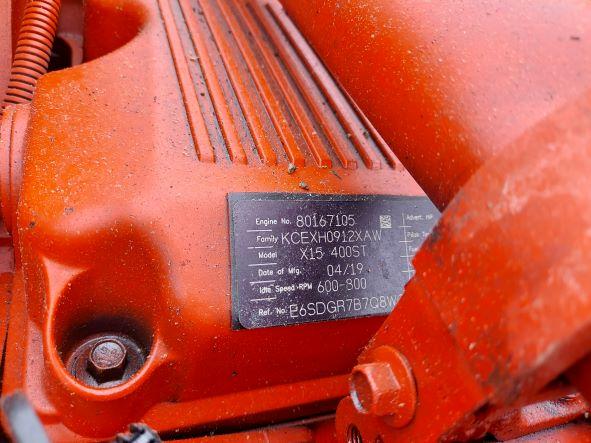 Engine No. 80167105 Advert. HP
Family KCEXH0912XAW
Model X15 400ST
Date of Mfg. 04/19
Idle Speed-RPM 600-800
Ref. No.